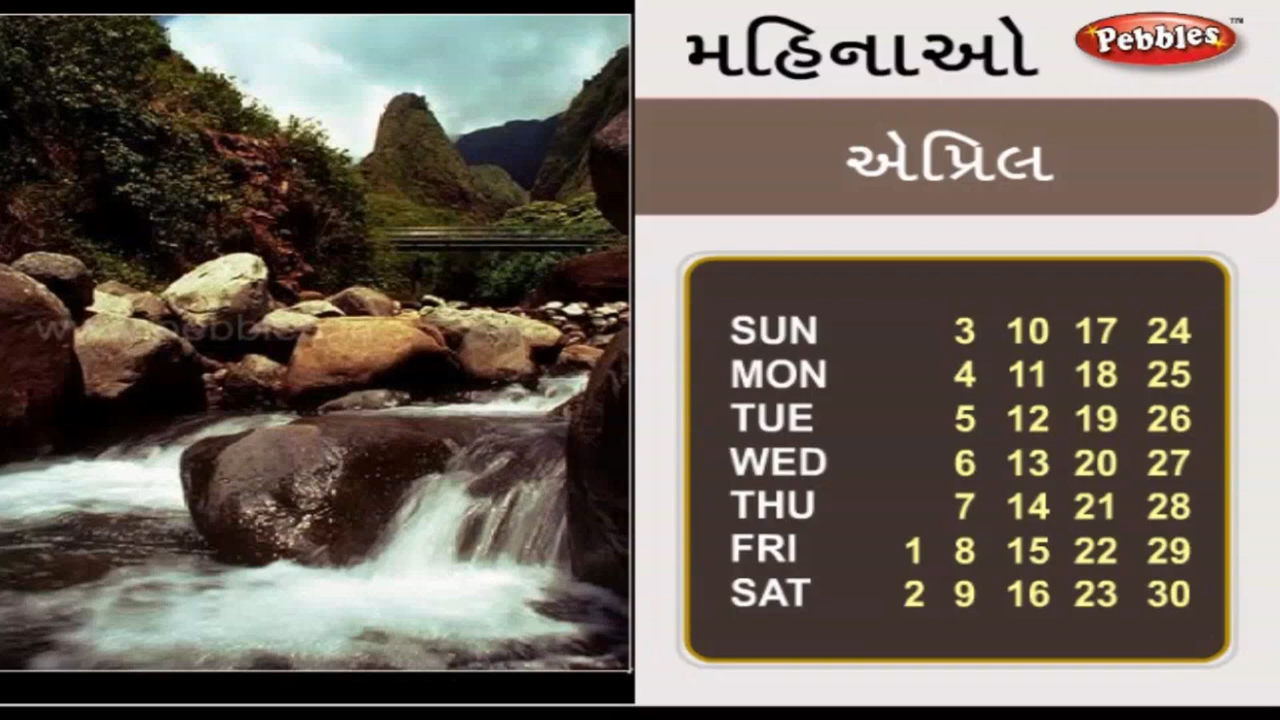 મહિનાઓ
Pebbles™
એપ્રિલ
SUN 3 10 17 24
MON 4 11 18 25
TUE 5 12 19 26
WED 6 13 20 27
THU 7 14 21 28
FRI 1 8 15 22 29
SAT 2 9 16 23 30